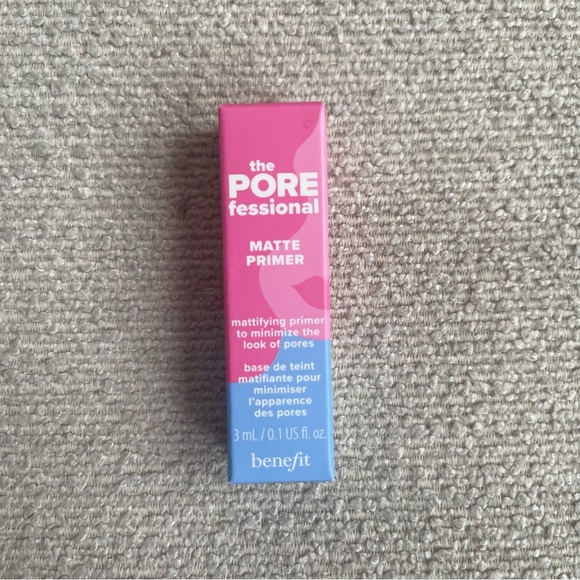 the
PORE
fessional
MATTE
PRIMER
mattifying primer
to minimize the
look of pores
base de teint
matifiante pour
minimiser
l'apparence
des pores
3 mL / 0.1 US fl. oz.
benefit